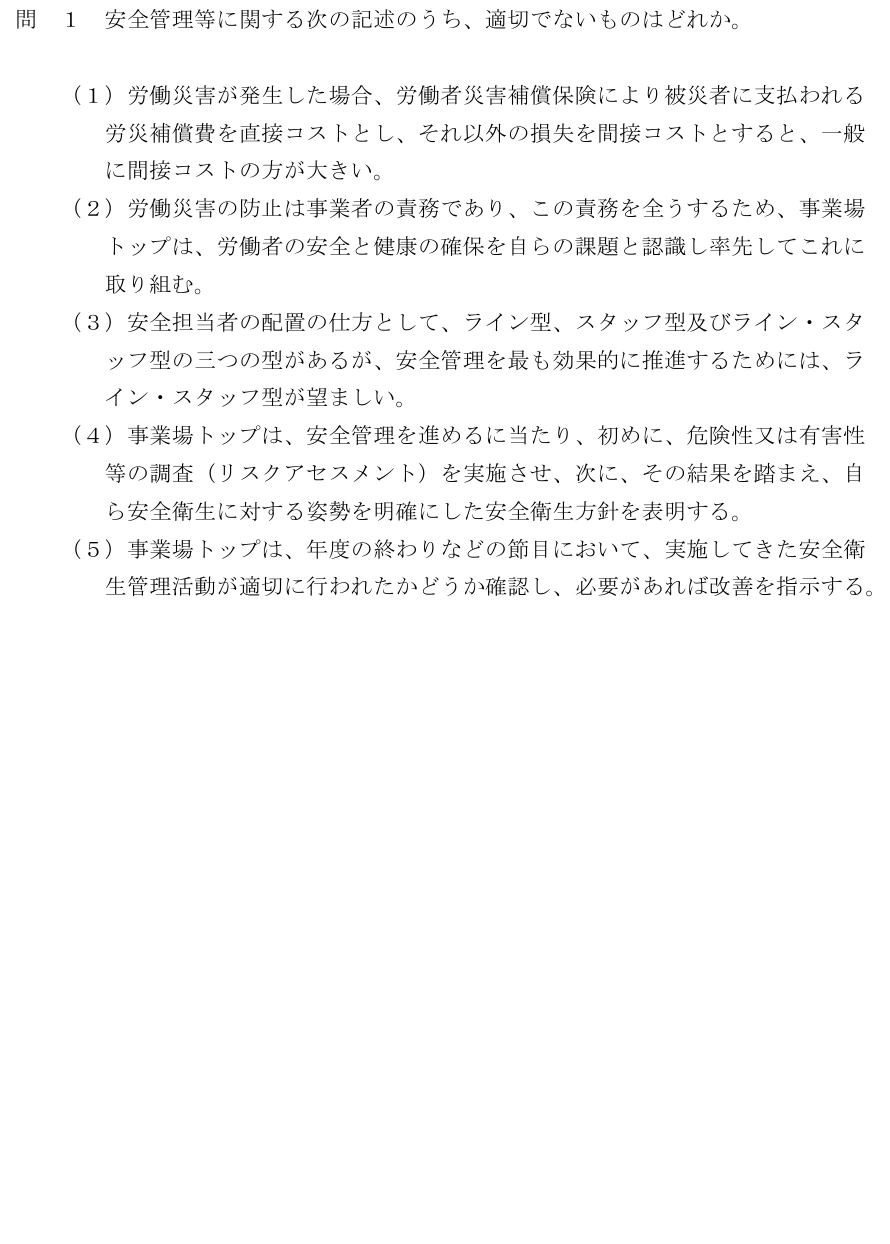 問　１　安全管理等に関する次の記述のうち、適切でないものはどれか。
（１）労働災害が発生した場合、労働者災害補償保険により被災者に支払われる
労災補償費を直接コストとし、それ以外の損失を間接コストとすると、一般
に間接コストの方が大きい。
（２）労働災害の防止は事業者の責務であり、この責務を全うするため、事業場
トップは、労働者の安全と健康の確保を自らの課題と認識し率先してこれに
取り組む。
（３）安全担当者の配置の仕方として、ライン型、スタッフ型及びライン・スタ
ッフ型の三つの型があるが、安全管理を最も効果的に推進するためには、ラ
イン・スタッフ型が望ましい。
（４）事業場トップは、安全管理を進めるに当たり、初めに、危険性又は有害性
等の調査（リスクアセスメント）を実施させ、次に、その結果を踏まえ、自
ら安全衛生に対する姿勢を明確にした安全衛生方針を表明する。
（５）事業場トップは、年度の終わりなどの節目において、実施してきた安全衛
生管理活動が適切に行われたかどうか確認し、必要があれば改善を指示する。